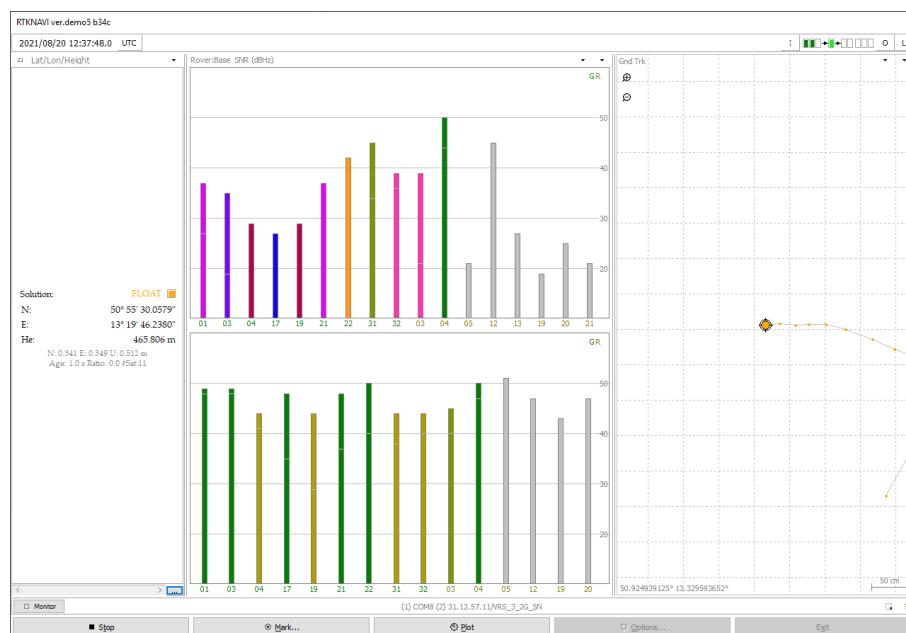 RTKNAVI ver.demo5 b34c
2021/08/20 12:37:48.0 UTC
I
O
L
Lat/Lon/Height
Solution: FLOAT
N: 50° 55' 30.0579"
E: 13° 19' 46.2380"
He: 465.806 m
N: 0.341 E: 0.349 U: 0.512 m
Age: 1.0 s Ratio: 0.0 #Sat:11
...
Rover:Base SNR (dBHz)
G R
50
40
30
20
01 03 04 17 19 21 22 31 32 03 04 05 12 13 19 20 21
G R
50
40
30
20
01 03 04 17 19 21 22 31 32 03 04 05 12 19 20
Gnd Trk
50.924939125° 13.329593652°
50 cm
Monitor
(1) COM8 (2) 31.12.57.11/VRS_3_2G_SN
Stop
Mark...
Plot
Options...
Exit